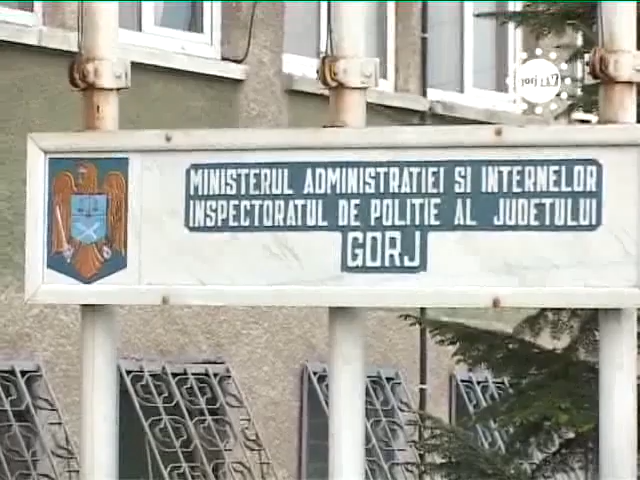 MINISTERUL ADMINISTRATIEI SI INTERNELOR
INSPECTORATUL DE POLITIE AL JUDETULUI
GORJ